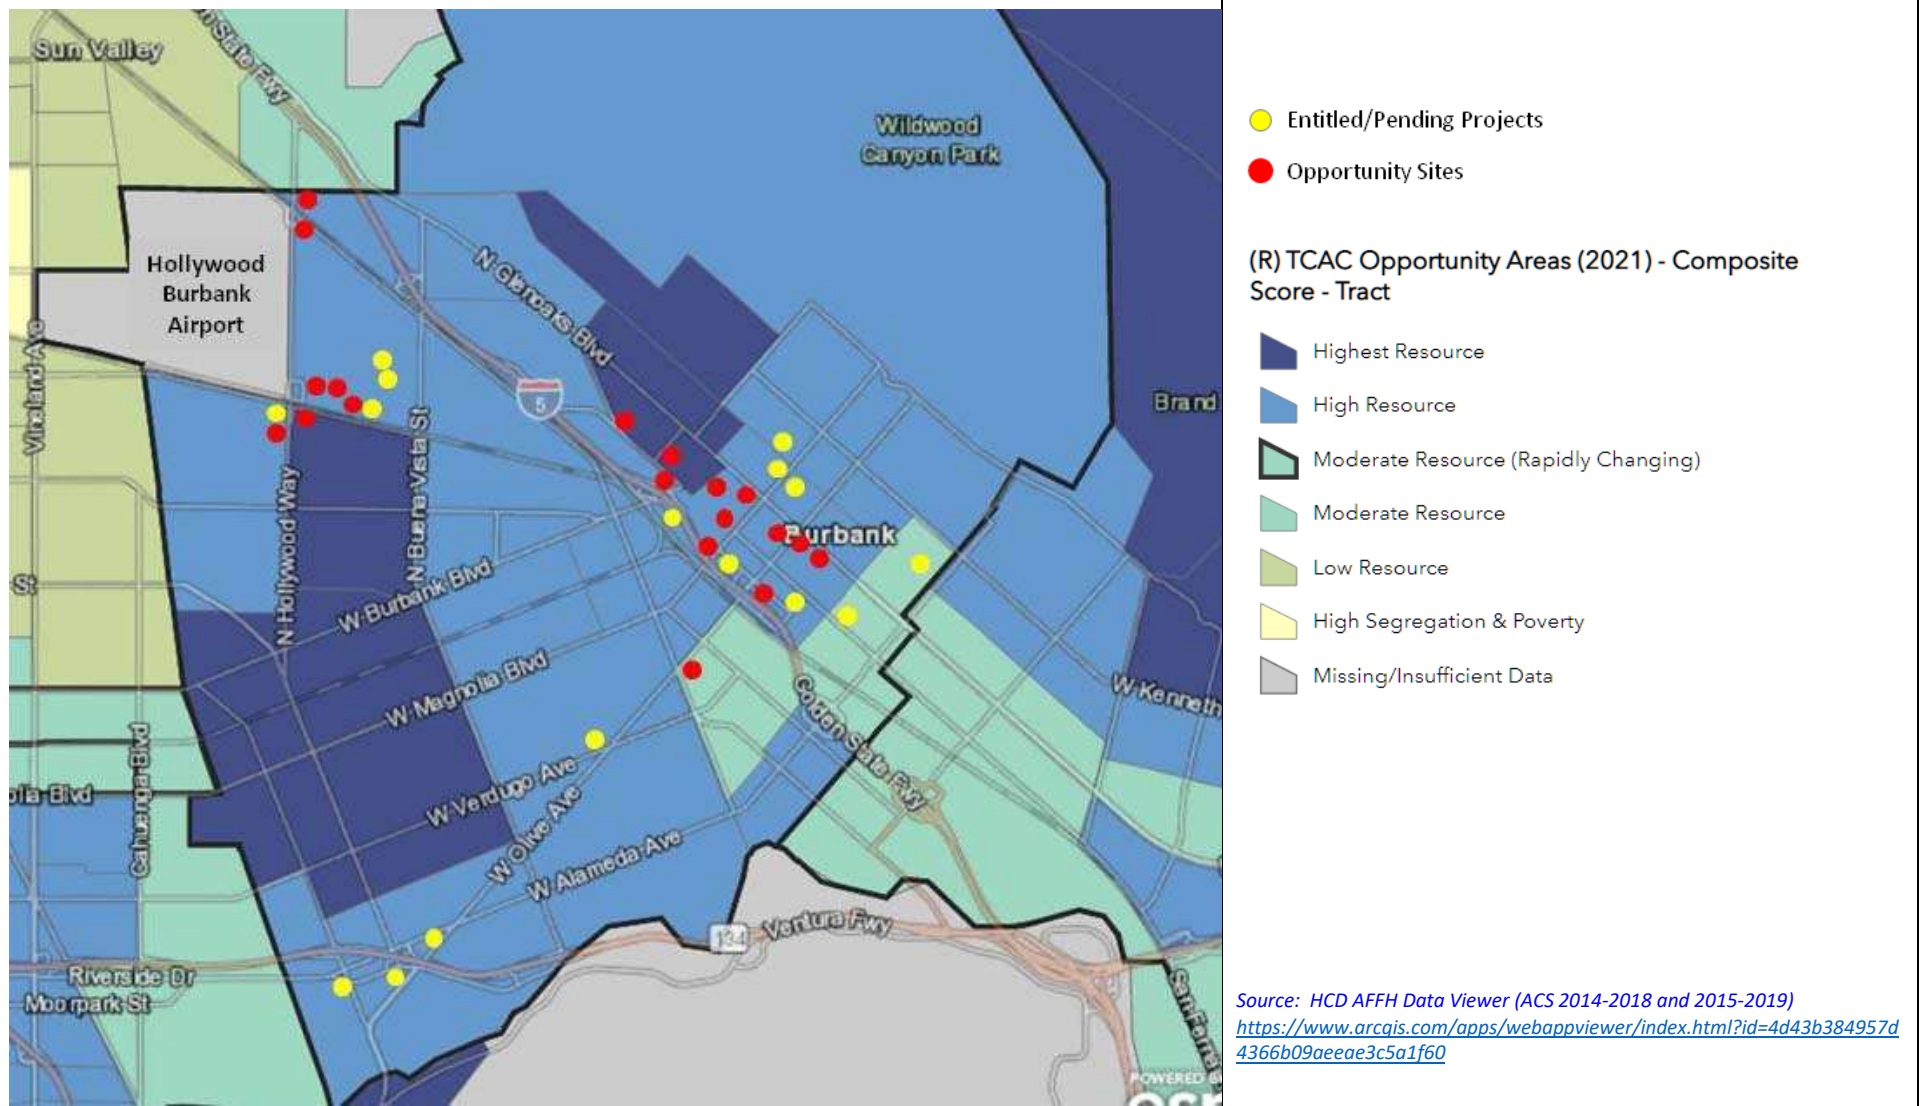 Sun Valley
Wildwood
Canyon Park
Hollywood
Burbank
Airport
N Glenoaks Blvd
Vineland Ave
5
Brand
N Buena Vista St
N Hollywood Way
Burbank
St
W Burbank Blvd
W Magnolia Blvd
W Kenneth
Golden State Fwy
Cahuenga Blvd
W Verdugo Ave
W Olive Ave
W Alameda Ave
134
Ventura Fwy
Riverside Dr
Moorpark St
POWERED
esr
Entitled/Pending Projects
Opportunity Sites
(R) TCAC Opportunity Areas (2021) - Composite
Score - Tract
Highest Resource
High Resource
Moderate Resource (Rapidly Changing)
Moderate Resource
Low Resource
High Segregation & Poverty
Missing/Insufficient Data
Source: HCD AFFH Data Viewer (ACS 2014-2018 and 2015-2019)
https://www.arcgis.com/apps/webappviewer/index.html?id=4d43b384957d
4366b09aeeae3c5a1f60